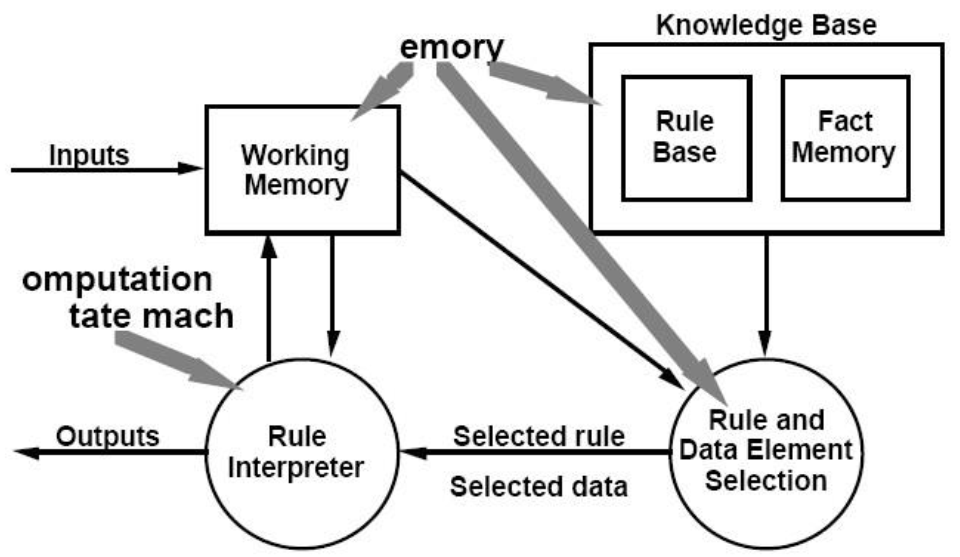 Knowledge Base
emory
Rule
Base
Fact
Memory
Inputs
Working
Memory
omputation
tate mach
Outputs
Rule
Interpreter
Selected rule
Selected data
Rule and
Data Element
Selection